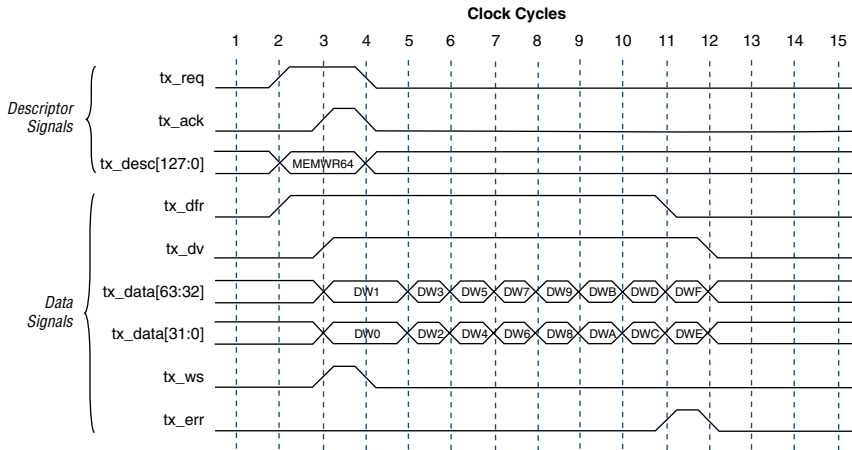 Clock Cycles
1 2 3 4 5 6 7 8 9 10 11 12 13 14 15
Descriptor
Signals
tx_req
tx_ack
tx_desc[127:0]
MEMWR64
Data
Signals
tx_dfr
tx_dv
tx_data[63:32]
DW1 DW3 DW5 DW7 DW9 DWB DWD DWF
tx_data[31:0]
DW0 DW2 DW4 DW6 DW8 DWA DWC DWE
tx_ws
tx_err